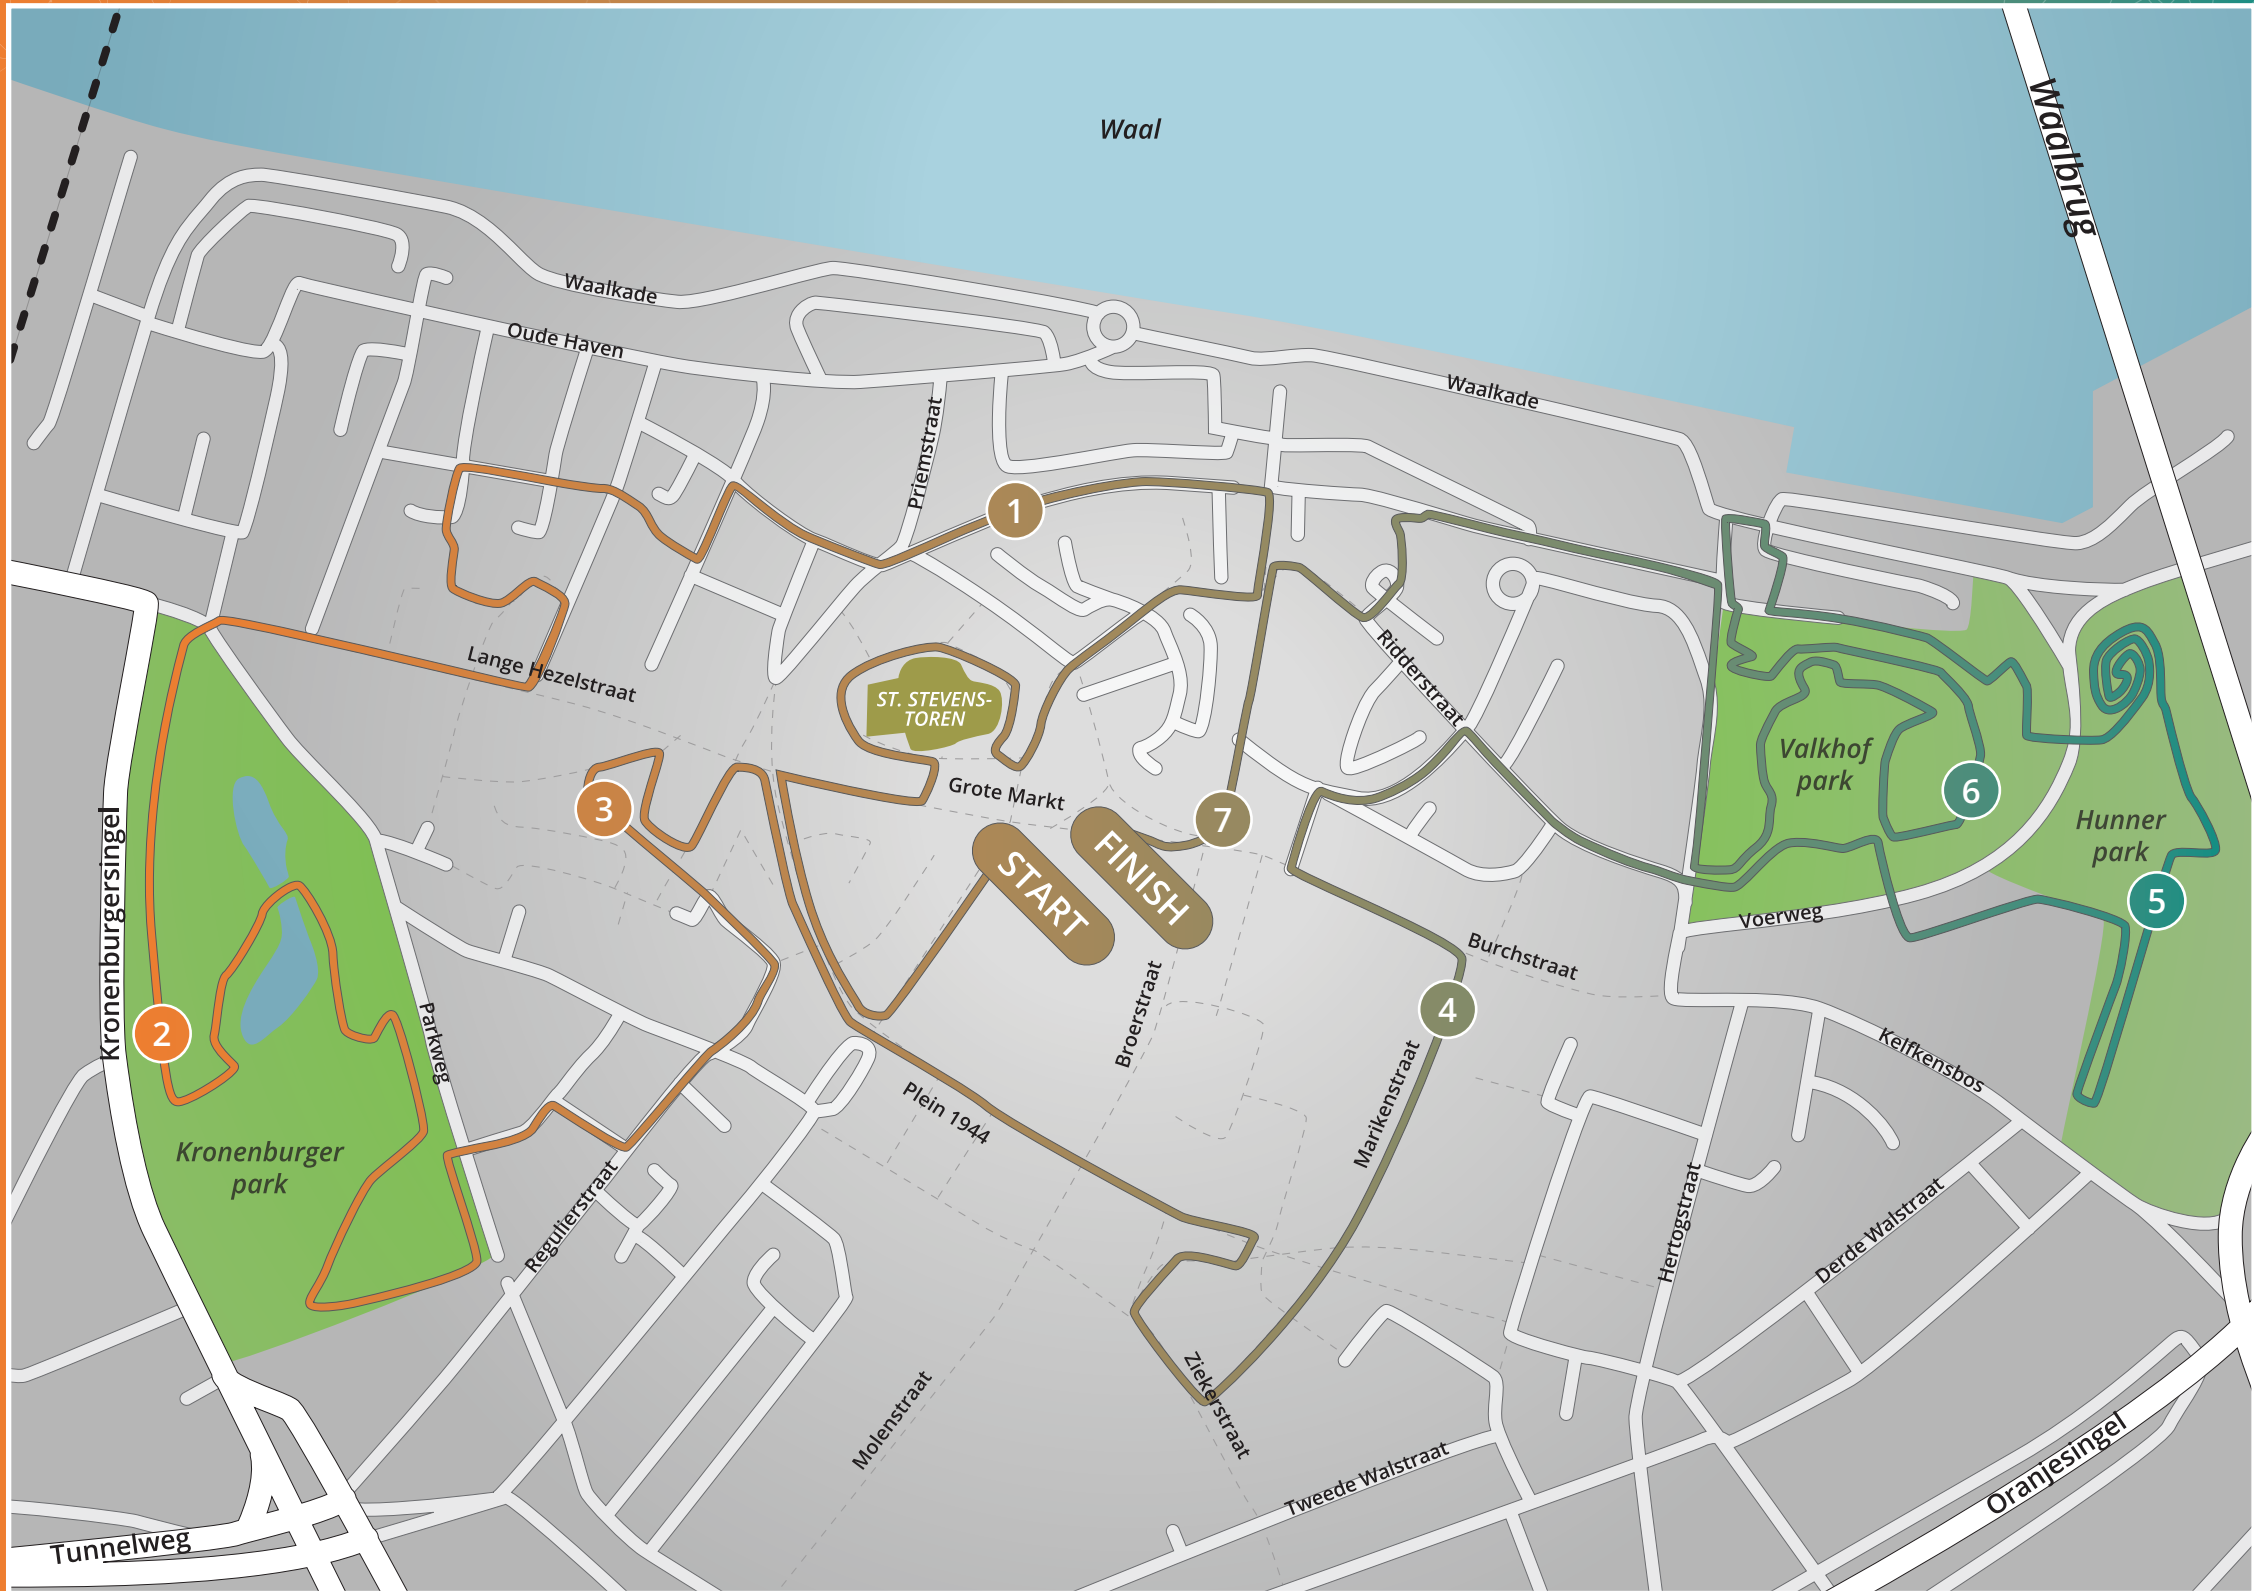 Waal
Waalbrug
Waalkade
Oude Haven
Waalkade
Priemstraat
1
Ridderstraat
Lange Hezelstraat
ST. STEVENS-
TOREN
Valkhof
park
6
Grote Markt
3
7
Hunner
park
START
FINISH
5
Voerweg
Kronenburgersingel
Burchstraat
2
4
Parkweg
Broerstraat
Kelfkensbos
Plein 1944
Marikenstraat
Kronenburger
park
Regulierstraat
Hertogstraat
Derde Walstraat
Molenstraat
Ziekerstraat
Tweede Walstraat
Oranjesingel
Tunnelweg